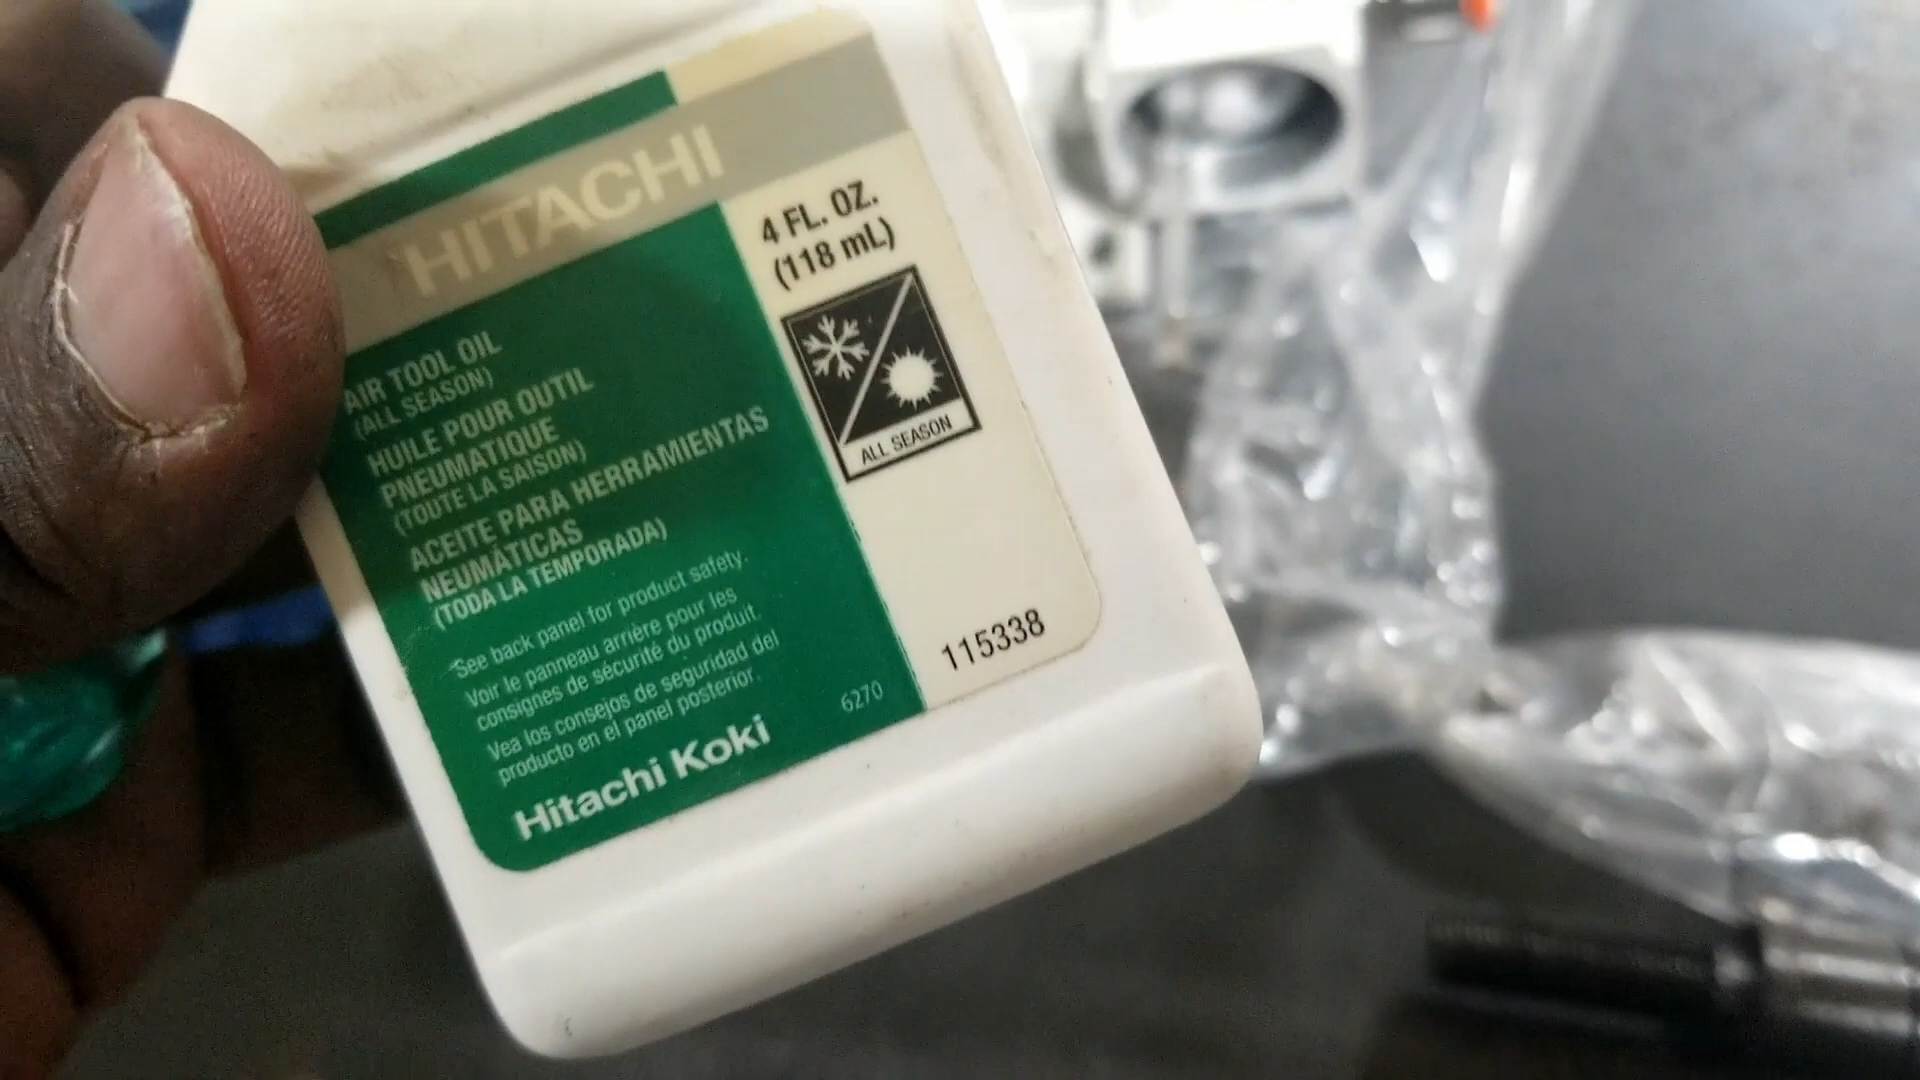 HITACHI
4 FL. OZ.
(118 mL)
ALL SEASON
AIR TOOL OIL
(ALL SEASON)
HUILE POUR OUTIL
PNEUMATIQUE
(TOUTE LA SAISON)
ACEITE PARA HERRAMIENTAS
NEUMÁTICAS
(TODA LA TEMPORADA)
See back panel for product safety.
Voir le panneau arrière pour les
consignes de sécurité du produit.
Vea los consejos de seguridad del
producto en el panel posterior.
6270
115338
Hitachi Koki